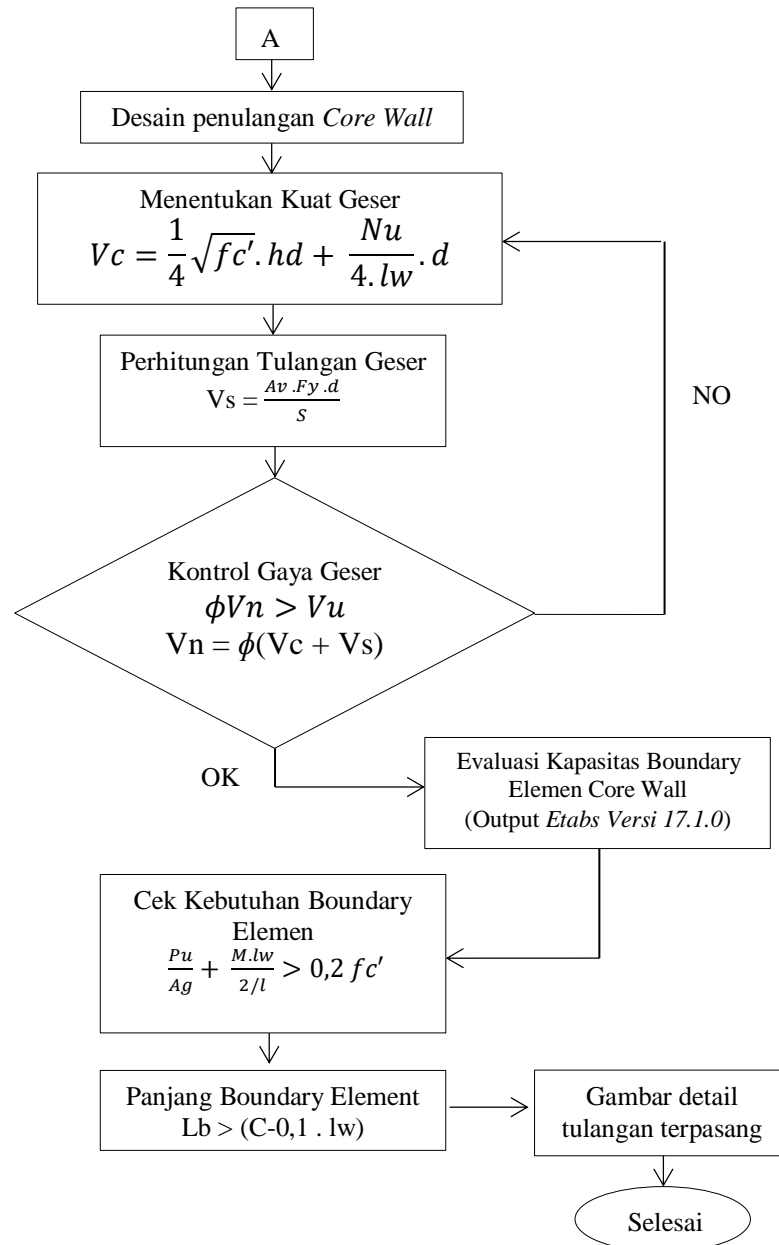 A
Desain penulangan Core Wall
Menentukan Kuat Geser
Vc = 1/4 √fc′. hd + Nu/4. lw . d
Perhitungan Tulangan Geser
Vs = Av .Fy .d/S
NO
Kontrol Gaya Geser
ϕVn > Vu
Vn = ϕ(Vc + Vs)
OK
Evaluasi Kapasitas Boundary
Elemen Core Wall
(Output Etabs Versi 17.1.0)
Cek Kebutuhan Boundary
Elemen
Pu/Ag + M.lw/2/l > 0,2 fc′
Panjang Boundary Element
Lb > (C-0,1 . lw)
Gambar detail
tulangan terpasang
Selesai